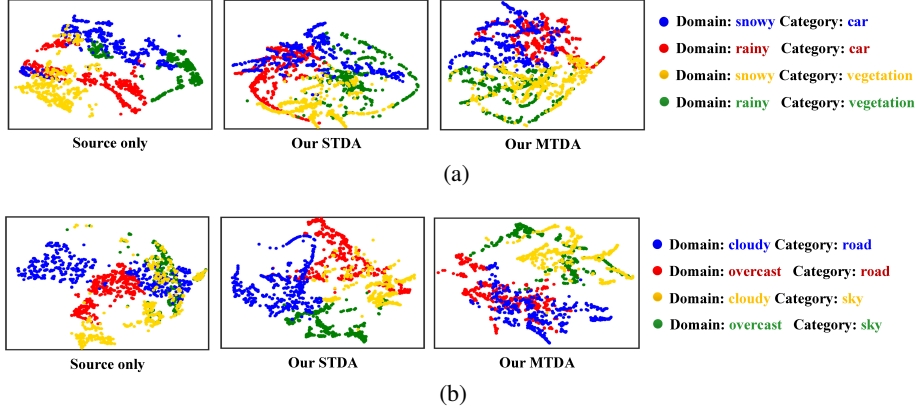 Domain: snowy Category: car
Domain: rainy Category: car
Domain: snowy Category: vegetation
Domain: rainy Category: vegetation
Source only
Our STDA
Our MTDA
(a)
Domain: cloudy Category: road
Domain: overcast Category: road
Domain: cloudy Category: sky
Domain: overcast Category: sky
Source only
Our STDA
Our MTDA
(b)